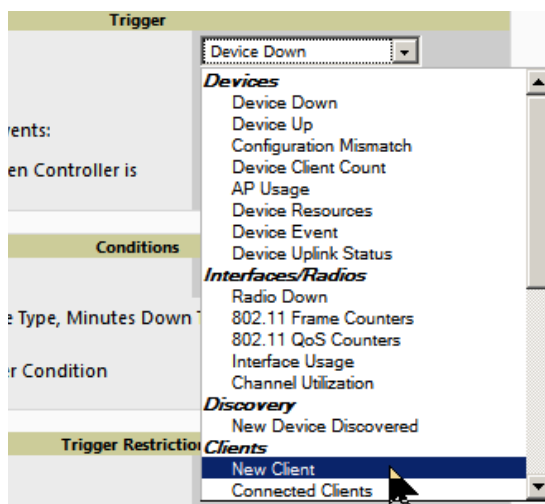 Trigger
Device Down
Devices
Device Down
Device Up
vents:
Configuration Mismatch
en Controller is
Device Client Count
AP Usage
Device Resources
Device Event
Conditions
Device Uplink Status
Interfaces/Radios
Radio Down
e Type, Minutes Down
802.11 Frame Counters
802.11 QoS Counters
Interface Usage
r Condition
Channel Utilization
Discovery
New Device Discovered
Trigger Restriction
Clients
New Client
Connected Clients